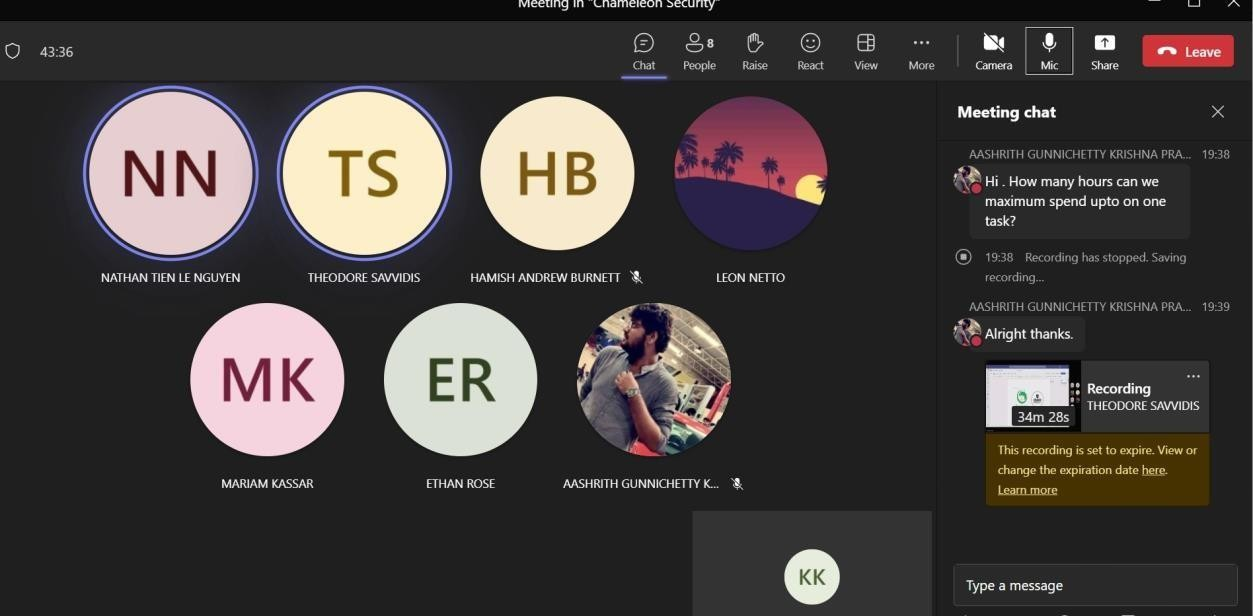 Meeting in "Chameleon Security"
43:36
Chat
8
People
Raise
React
View
More
Camera
Mic
Share
Leave
NN
TS
HB
NATHAN TIEN LE NGUYEN
THEODORE SAVVIDIS
HAMISH ANDREW BURNETT
LEON NETTO
MK
ER
MARIAM KASSAR
ETHAN ROSE
AASHRITH GUNNICHETTY K...
KK
Meeting chat
AASHRITH GUNNICHETTY KRISHNA PRA... 19:38
Hi . How many hours can we
maximum spend upto on one
task?
19:38 Recording has stopped. Saving
recording...
AASHRITH GUNNICHETTY KRISHNA PRA... 19:39
Alright thanks.
34m 28s
Recording
THEODORE SAVVIDIS
This recording is set to expire. View or
change the expiration date here.
Learn more
Type a message